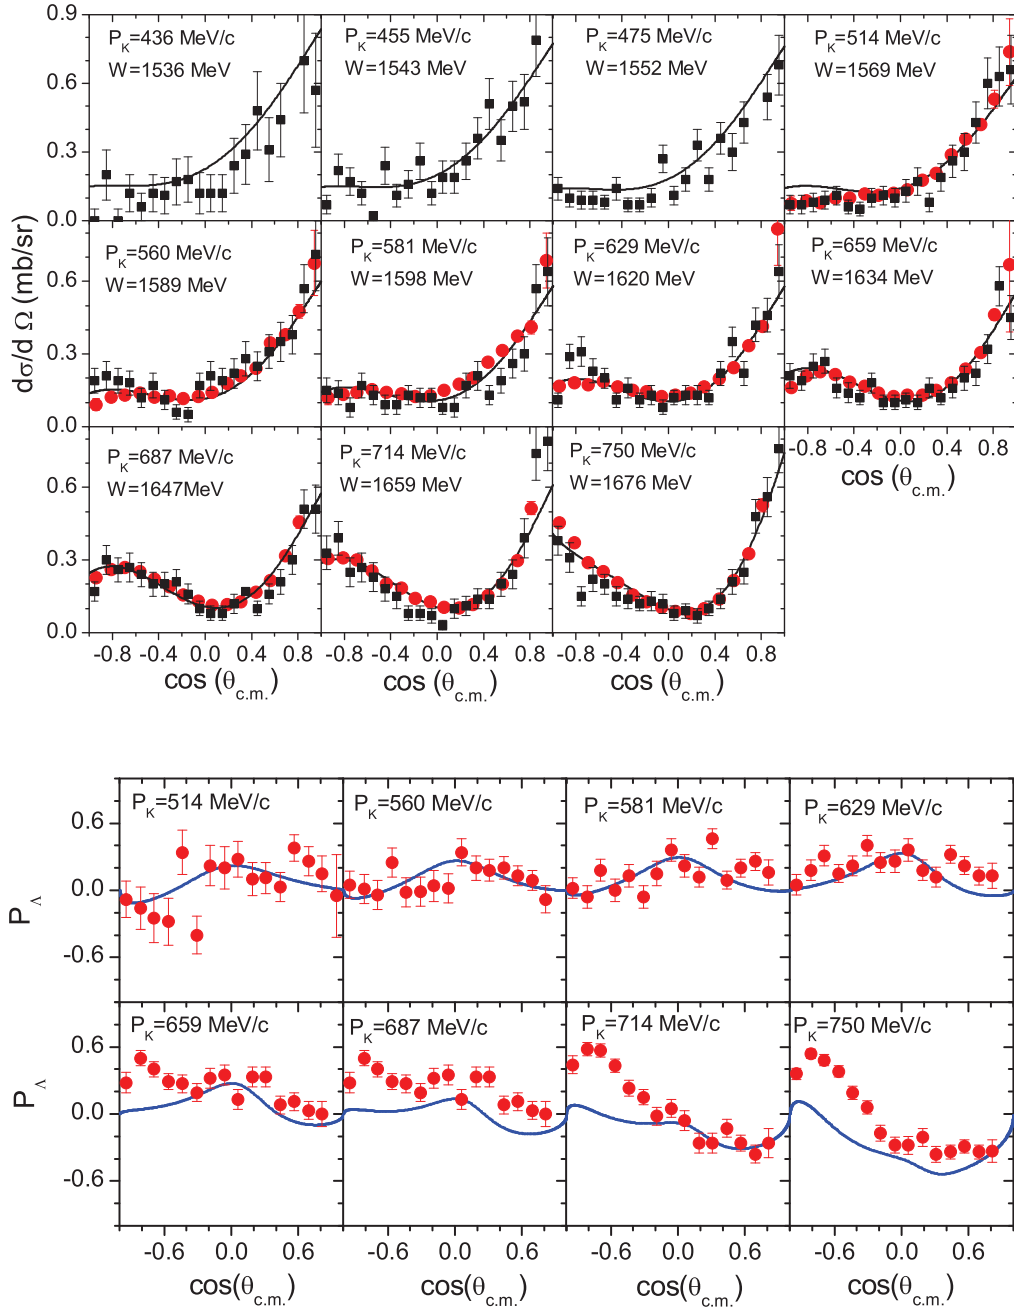 0.9
P_K=436 MeV/c
W=1536 MeV
P_K=455 MeV/c
W=1543 MeV
P_K=475 MeV/c
W=1552 MeV
P_K=514 MeV/c
W=1569 MeV
0.6
0.3
0.0
dσ/d Ω (mb/sr)
P_K=560 MeV/c
W=1589 MeV
P_K=581 MeV/c
W=1598 MeV
P_K=629 MeV/c
W=1620 MeV
P_K=659 MeV/c
W=1634 MeV
0.6
0.3
0.0
P_K=687 MeV/c
W=1647MeV
P_K=714 MeV/c
W=1659 MeV
P_K=750 MeV/c
W=1676 MeV
-0.8 -0.4 0.0 0.4 0.8
cos (θ_c.m.)
0.6
0.3
0.0
-0.8 -0.4 0.0 0.4 0.8 -0.8 -0.4 0.0 0.4 0.8 -0.8 -0.4 0.0 0.4 0.8
cos (θ_c.m.) cos (θ_c.m.) cos (θ_c.m.)
P_K=514 MeV/c P_K=560 MeV/c P_K=581 MeV/c P_K=629 MeV/c
0.6
0.0
-0.6
P_Λ
P_K=659 MeV/c P_K=687 MeV/c P_K=714 MeV/c P_K=750 MeV/c
0.6
0.0
-0.6
P_Λ
-0.6 0.0 0.6 -0.6 0.0 0.6 -0.6 0.0 0.6 -0.6 0.0 0.6
cos(θ_c.m.) cos(θ_c.m.) cos(θ_c.m.) cos(θ_c.m.)